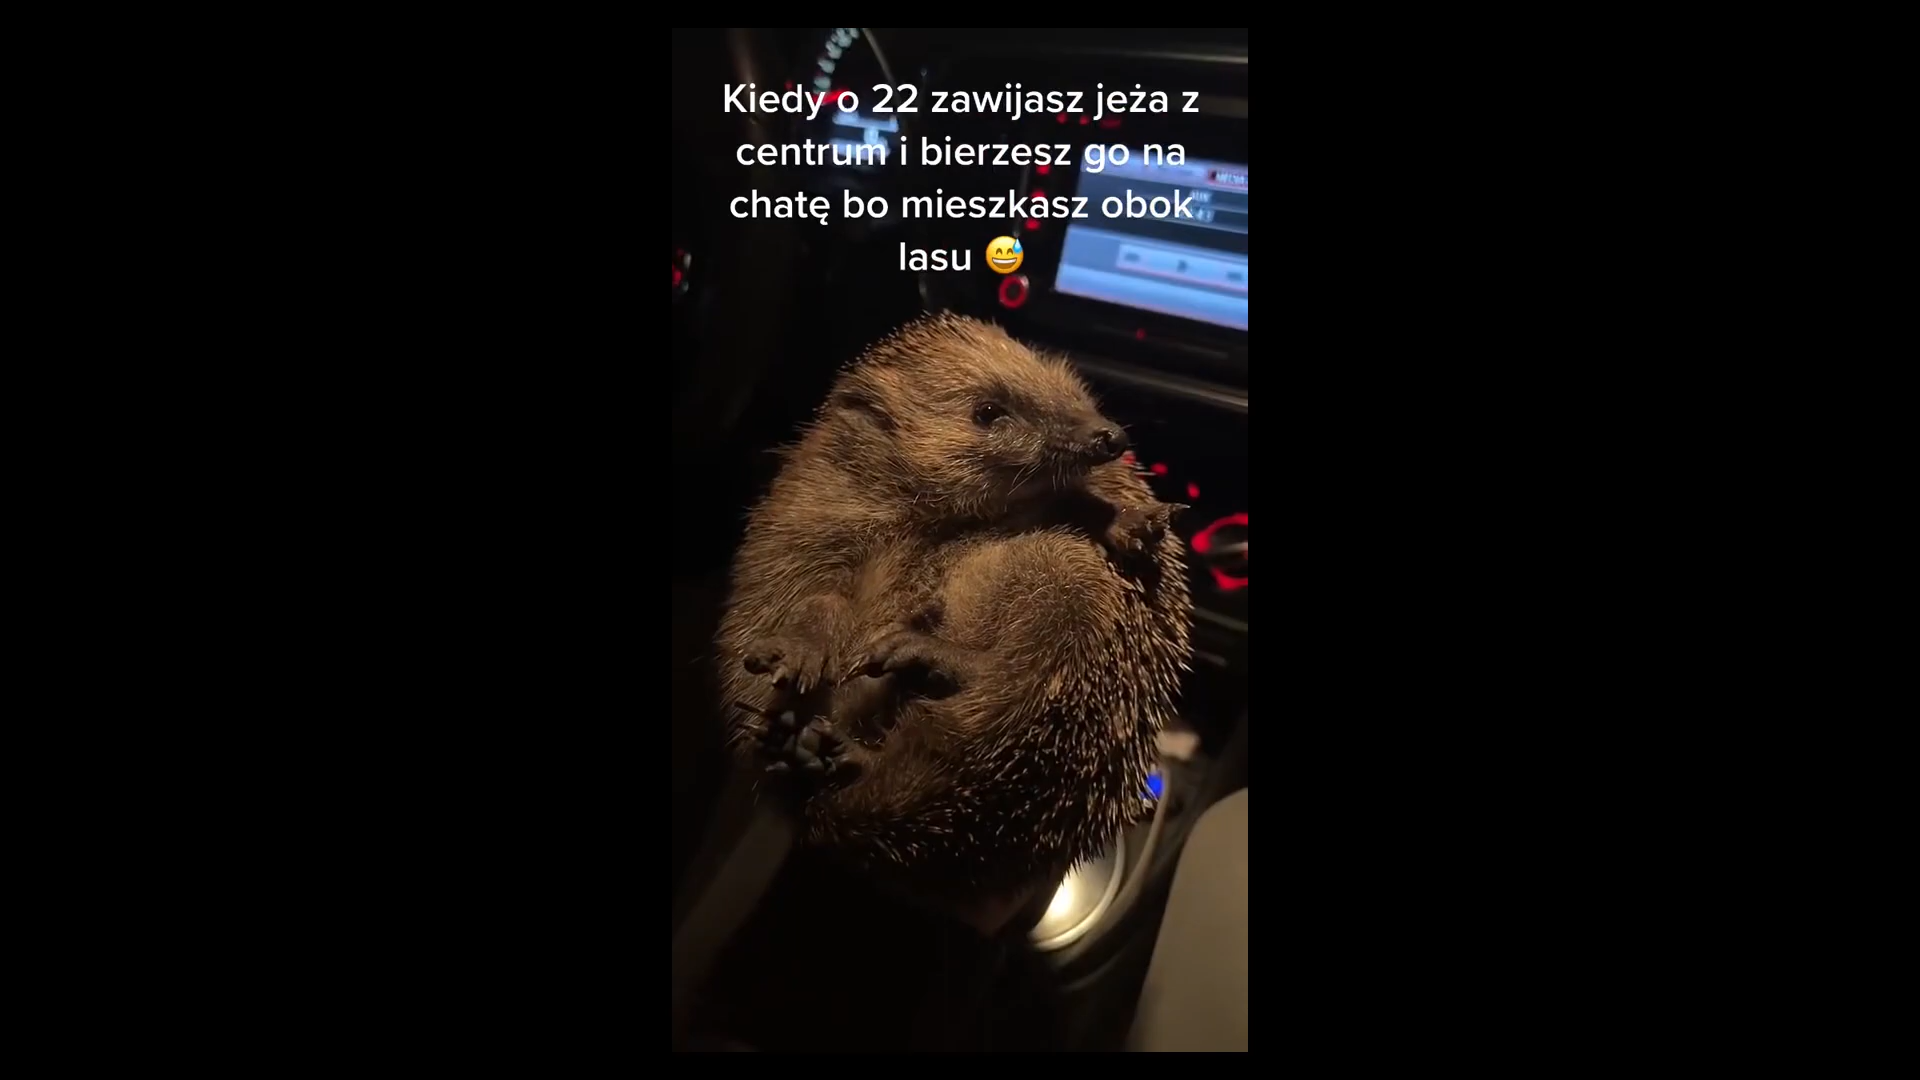 Kiedy o 22 zawijasz jeża z
centrum i bierzesz go na
chatę bo mieszkasz obok
lasu 😅